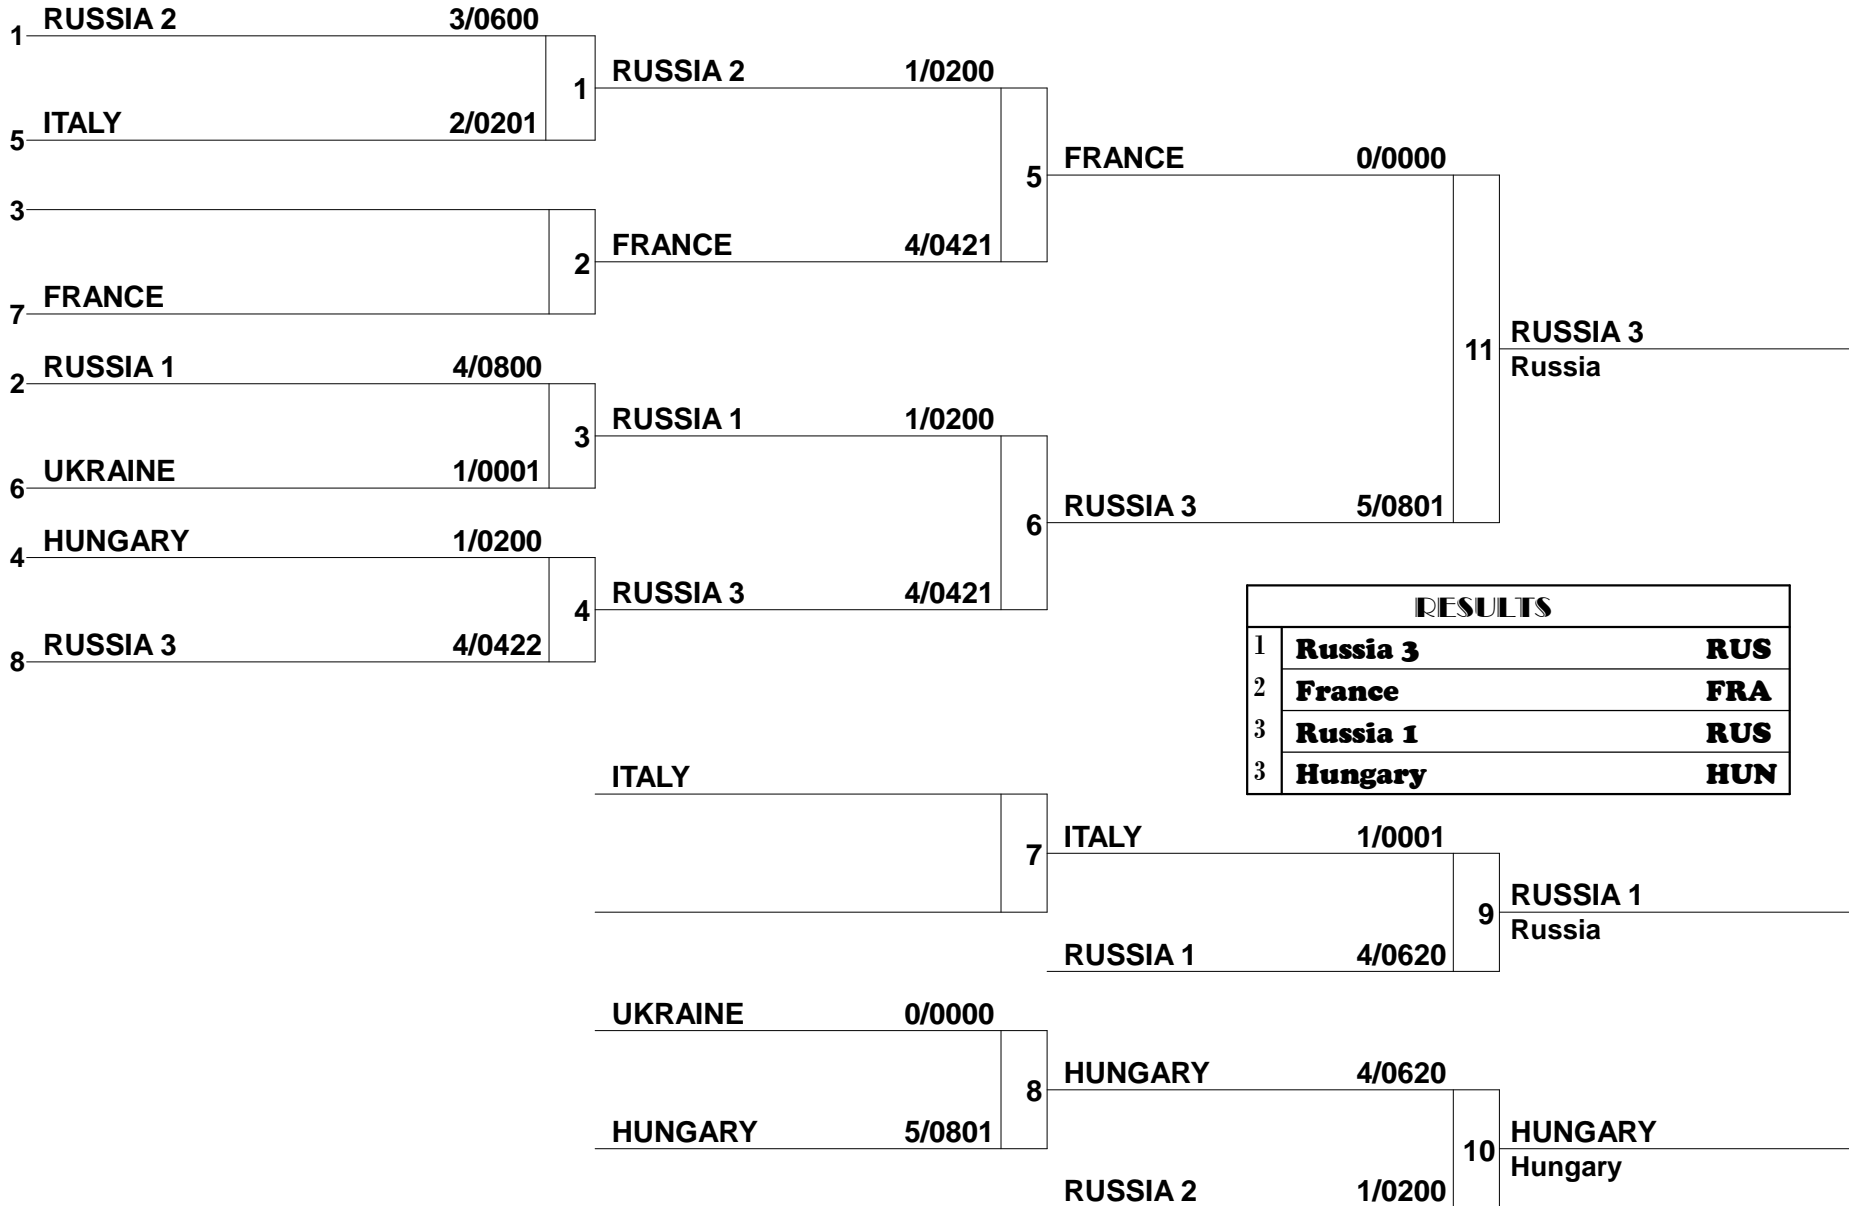 RUSSIA 2 3/0600
1
RUSSIA 2 1/0200
1
ITALY 2/0201
5
FRANCE 0/0000
5
3
FRANCE 4/0421
2
FRANCE
7
RUSSIA 3
11
Russia
RUSSIA 1 4/0800
2
RUSSIA 1 1/0200
3
UKRAINE 1/0001
6
RUSSIA 3 5/0801
6
HUNGARY 1/0200
4
RUSSIA 3 4/0421
4
RUSSIA 3 4/0422
8
RESULTS
1 Russia 3 RUS
2 France FRA
3 Russia 1 RUS
3 Hungary HUN
ITALY
7
ITALY 1/0001
RUSSIA 1
9
Russia
RUSSIA 1 4/0620
UKRAINE 0/0000
8
HUNGARY 4/0620
HUNGARY 5/0801
HUNGARY
10
Hungary
RUSSIA 2 1/0200